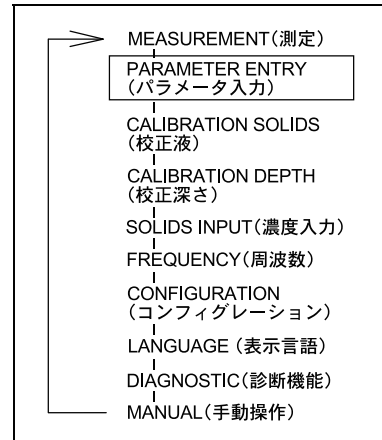 MEASUREMENT(測定)
PARAMETER ENTRY
(パラメータ入力)
CALIBRATION SOLIDS
(校正液)
CALIBRATION DEPTH
(校正深さ)
SOLIDS INPUT(濃度入力)
FREQUENCY(周波数)
CONFIGURATION
(コンフィグレーション)
LANGUAGE (表示言語)
DIAGNOSTIC(診断機能)
MANUAL(手動操作)